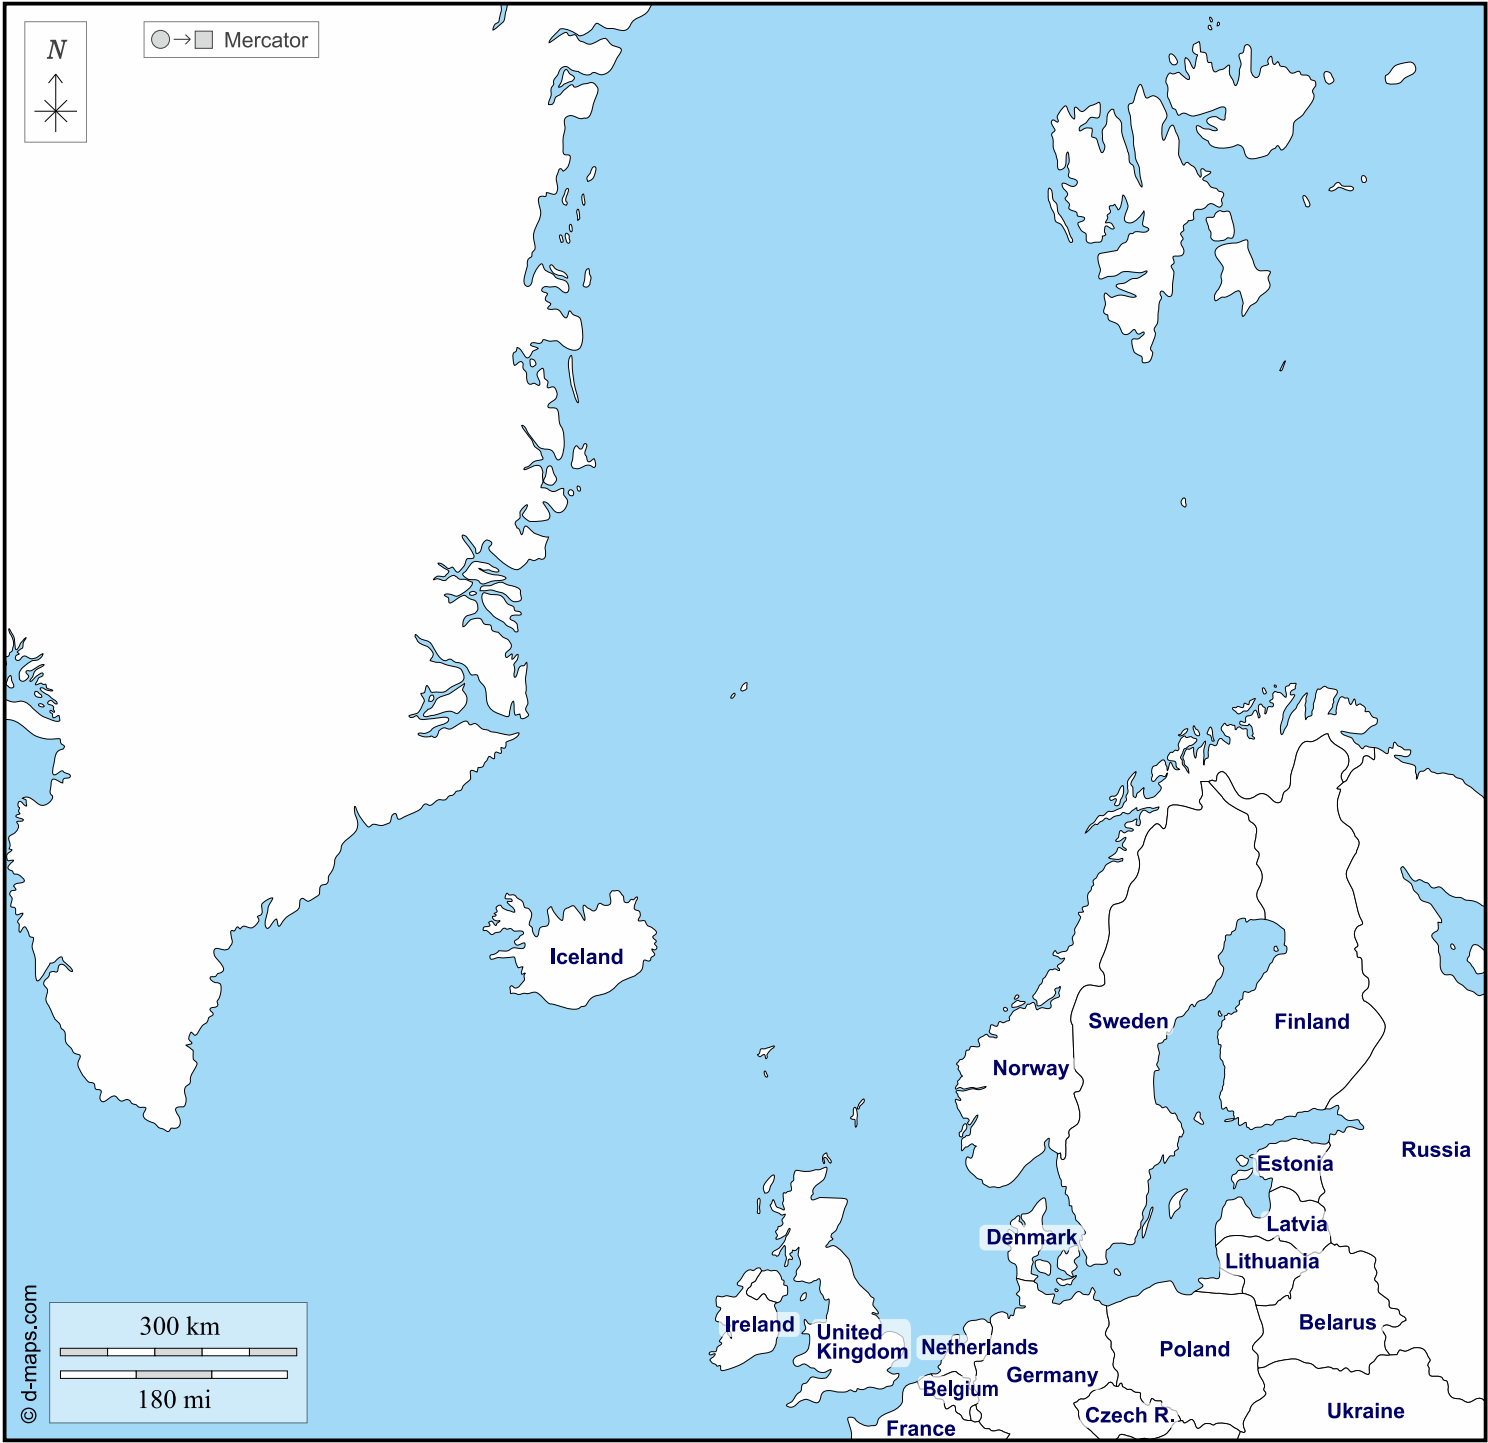 N
Mercator
Iceland
Sweden
Finland
Norway
Russia
Estonia
Latvia
Denmark
Lithuania
Ireland
United
Kingdom
Netherlands
Belarus
Poland
Germany
Belgium
Czech R.
Ukraine
France
300 km
180 mi
© d-maps.com